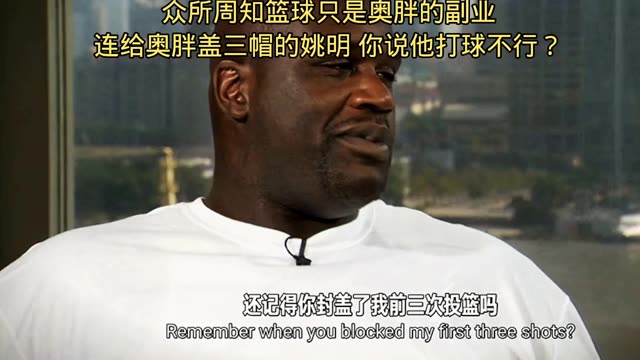 众所周知篮球只是奥胖的副业
连给奥胖盖三帽的姚明 你说他打球不行？
还记得你封盖了我前三次投篮吗
Remember when you blocked my first three shots?